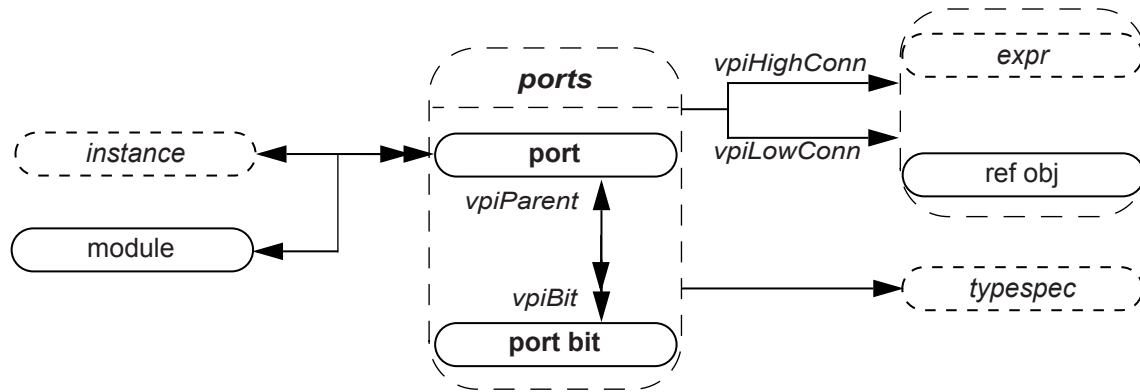 instance
module
ports
port
vpiParent
vpiBit
port bit
vpiHighConn
vpiLowConn
expr
ref obj
typespec